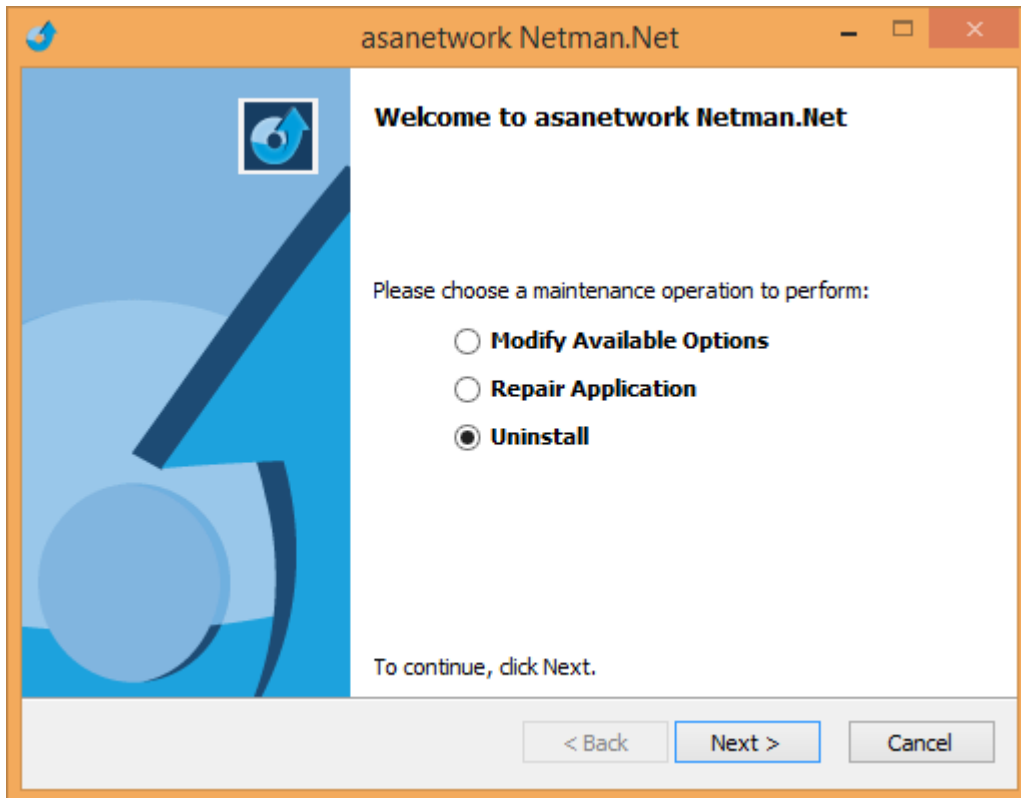 asanetwork Netman.Net
Welcome to asanetwork Netman.Net
Please choose a maintenance operation to perform:
Modify Available Options
Repair Application
Uninstall
To continue, click Next.
< Back Next > Cancel